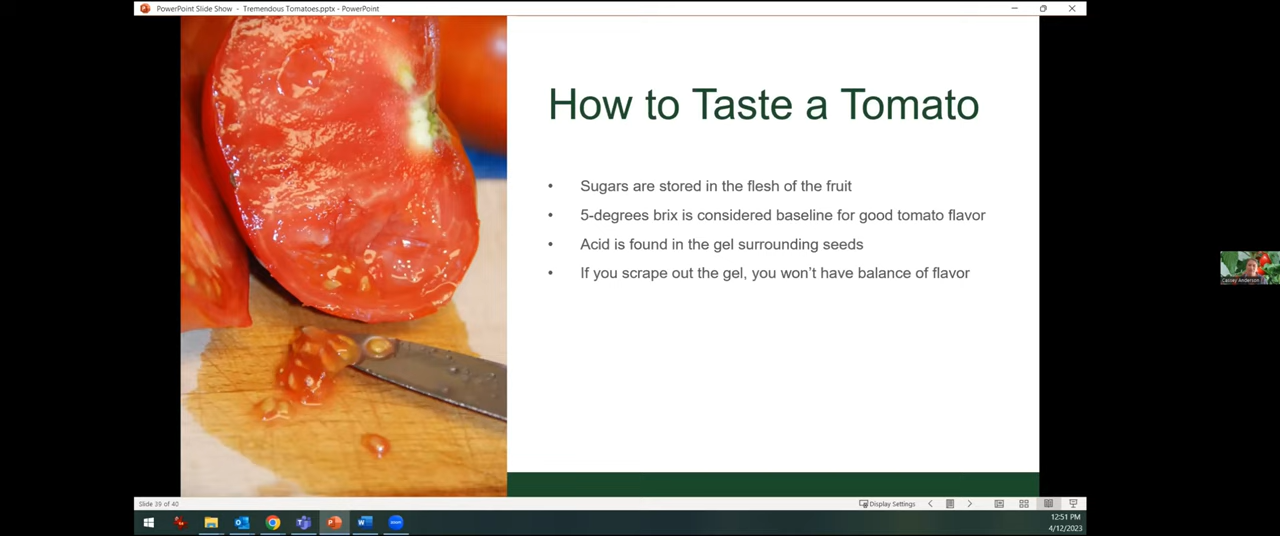 PowerPoint Slide Show - Tremendous Tomatoes.pptx - PowerPoint
How to Taste a Tomato
• Sugars are stored in the flesh of the fruit
• 5-degrees brix is considered baseline for good tomato flavor
• Acid is found in the gel surrounding seeds
• If you scrape out the gel, you won't have balance of flavor
Cassey Anderson
Slide 39 of 40
Display Settings
12:51 PM
4/12/2023